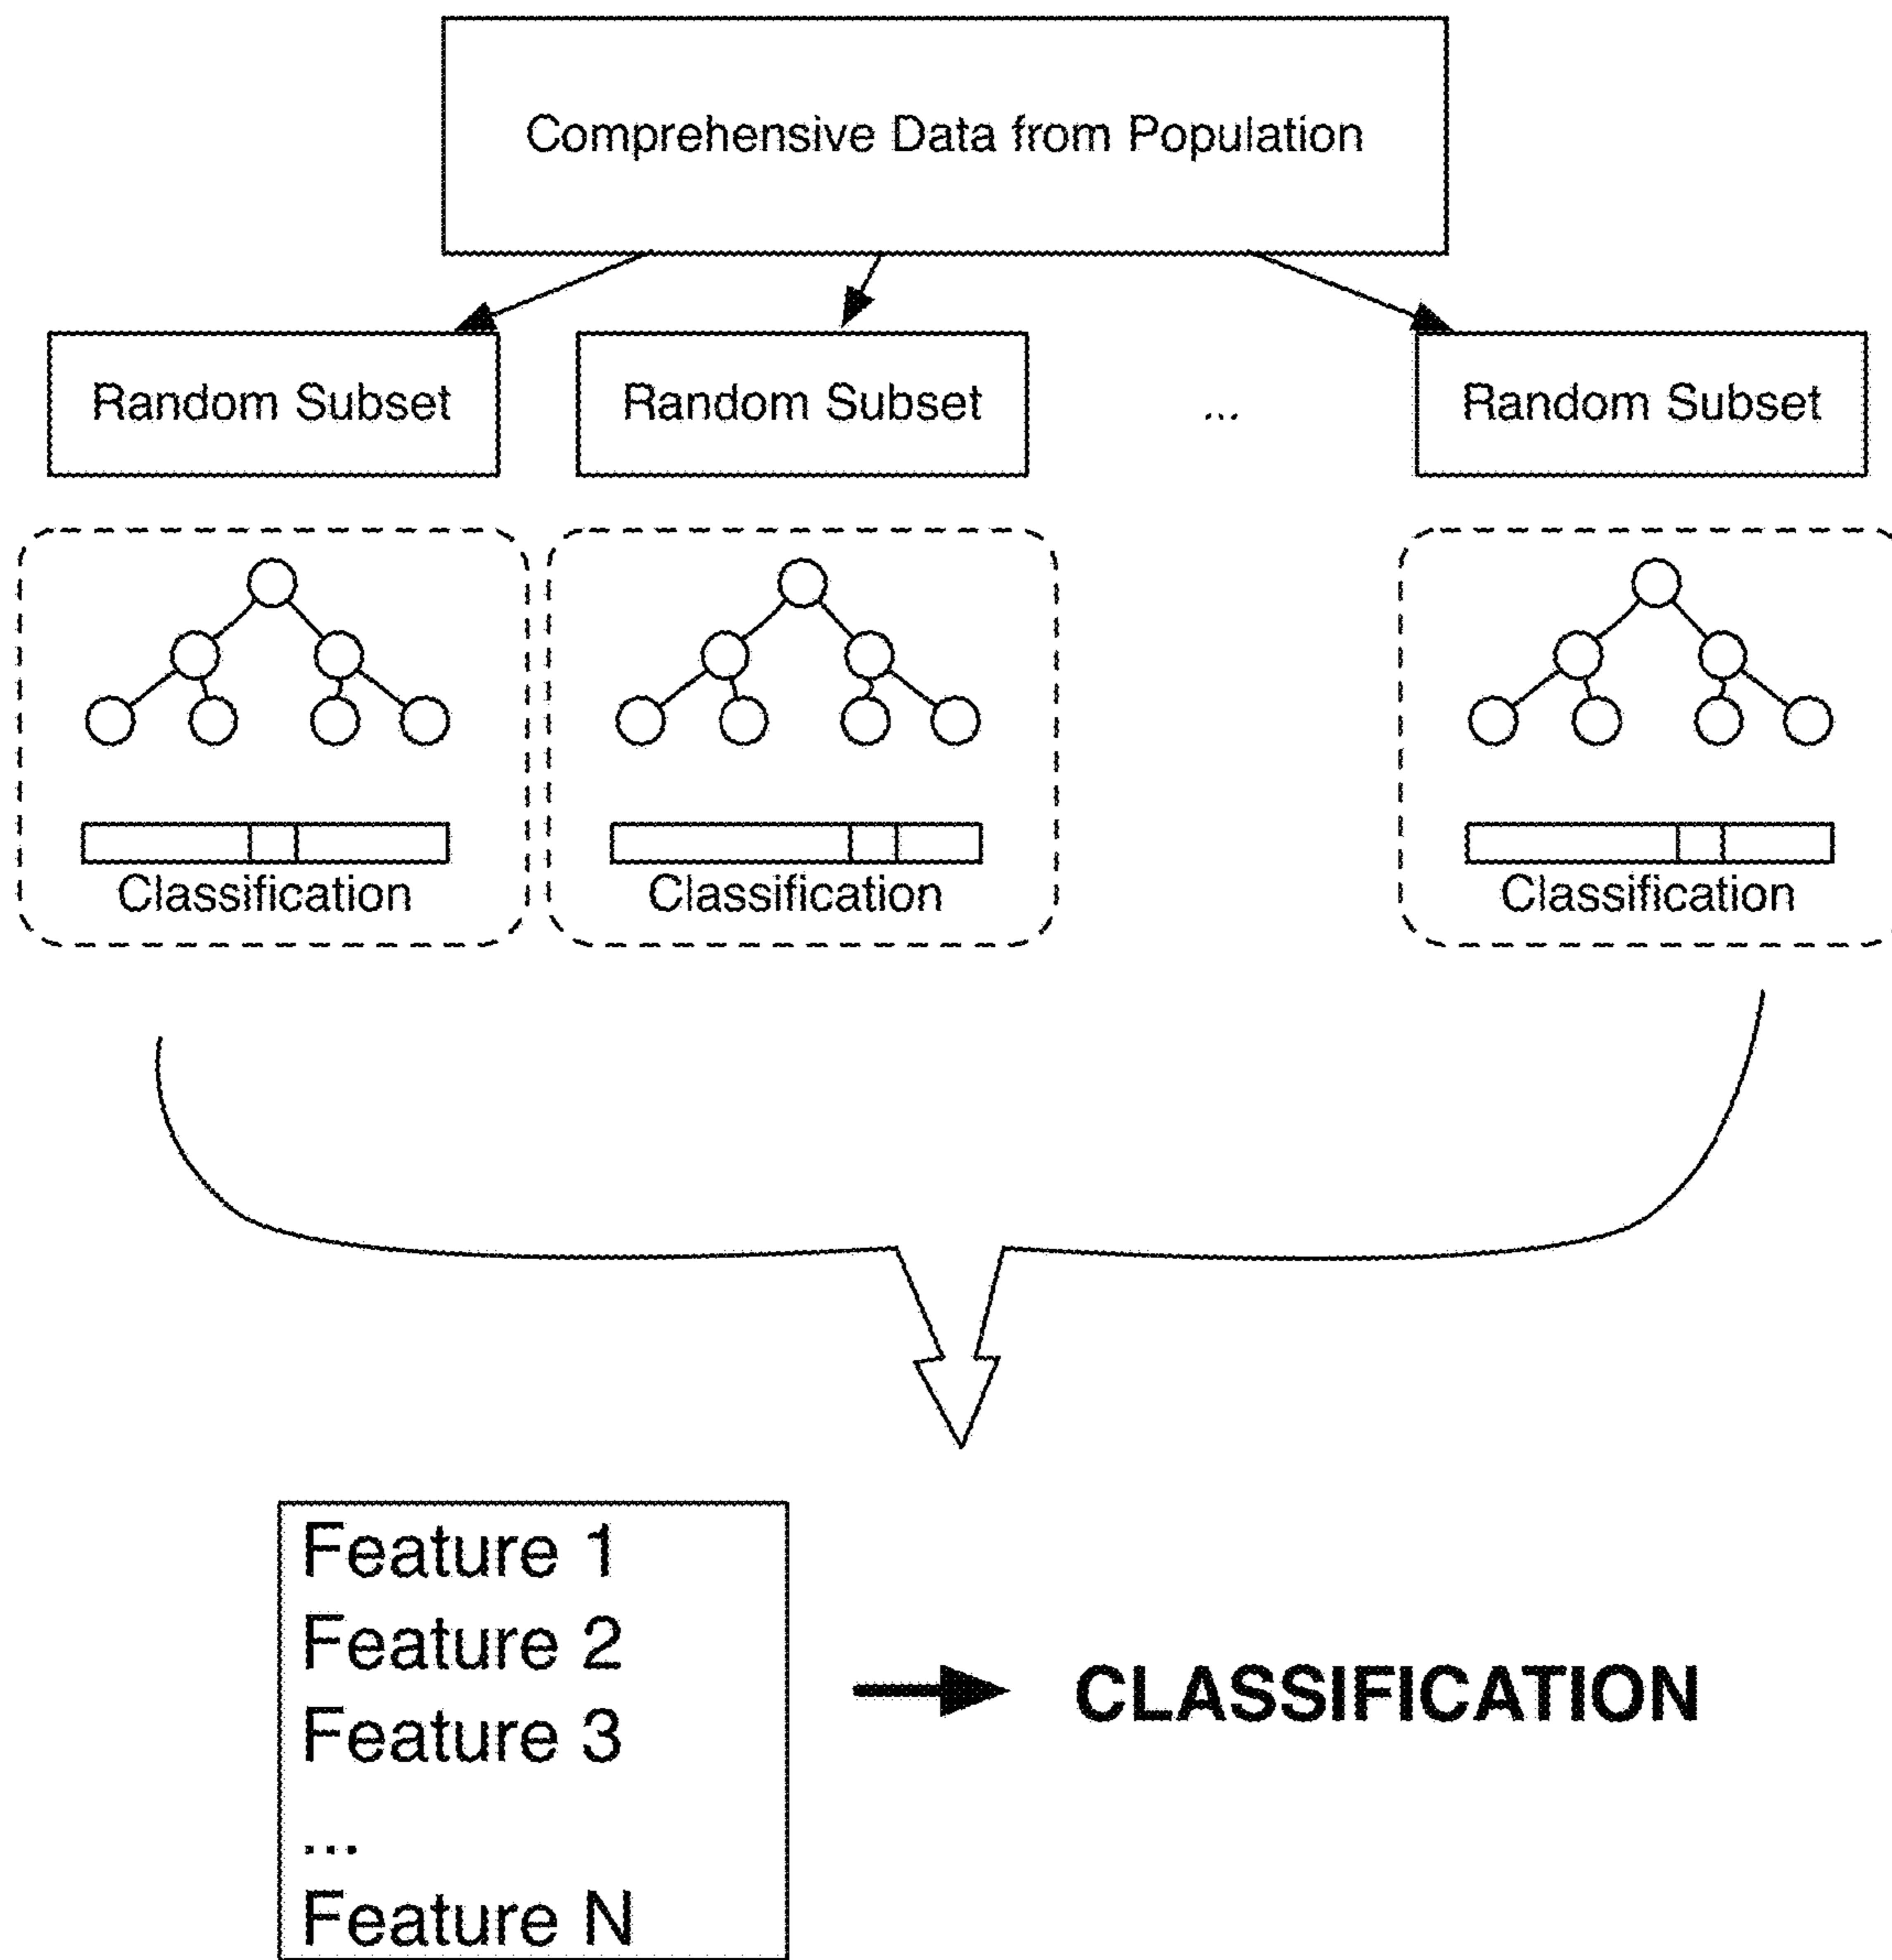 Comprehensive Data from Population
Random Subset
Random Subset
...
Random Subset
Classification
Classification
Classification
Feature 1
Feature 2
Feature 3
...
Feature N
CLASSIFICATION